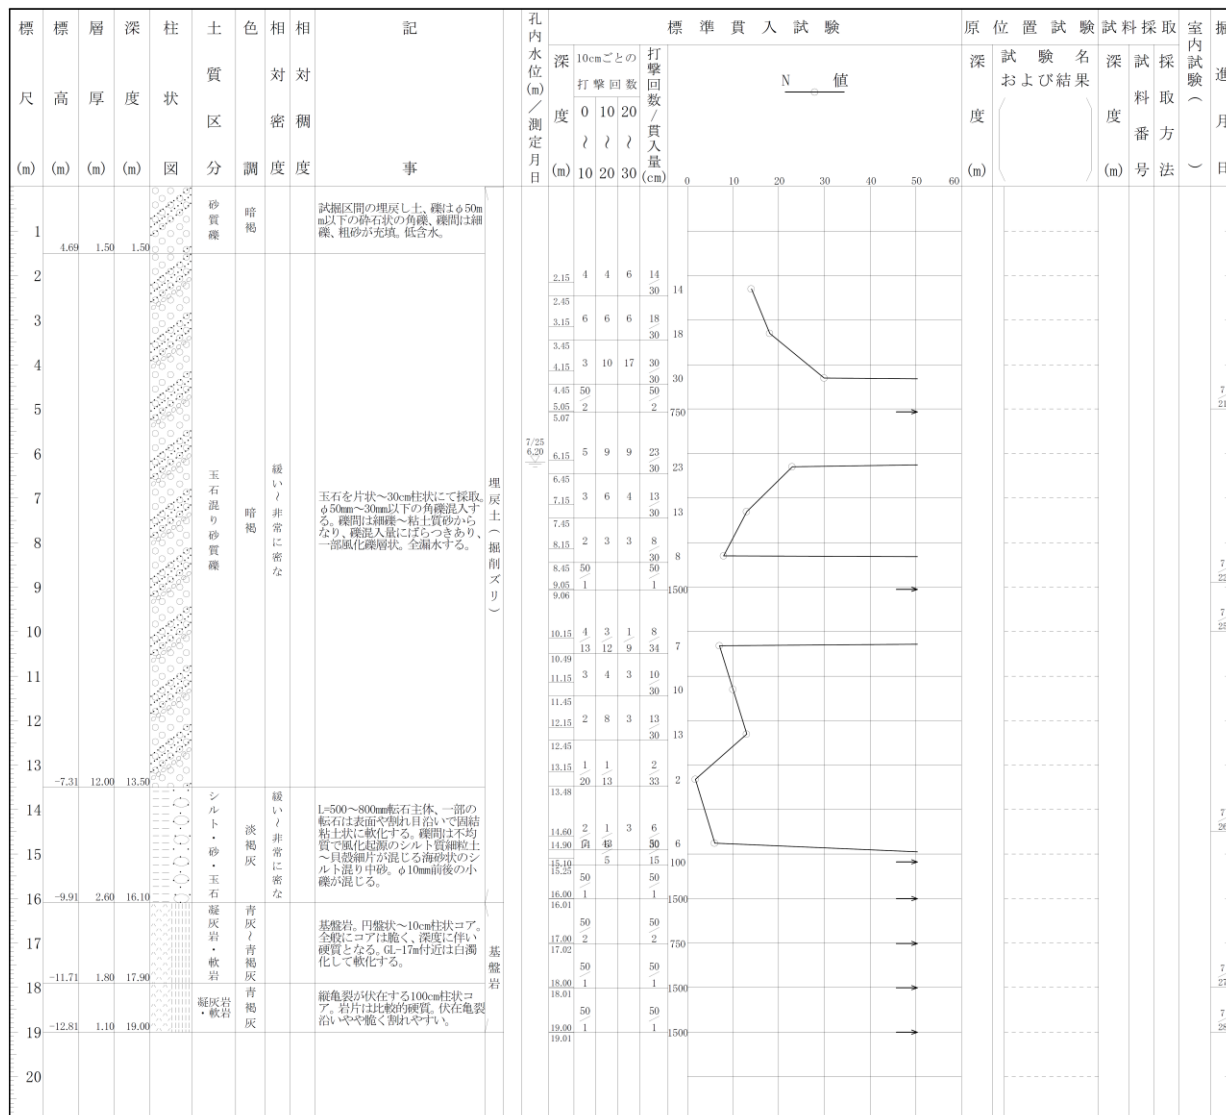 標尺(m)
標高(m)
層厚(m)
深度(m)
柱状図
土質区分
色調
相対密度
相対稠度
記事
孔内水位(m)／測定月日
標準貫入試験
深度(m)
10cmごとの打撃回数
0～10
10～20
20～30
打撃回数/貫入量(cm)
N 値
0 10 20 30 40 50 60
原位置試験
深度(m)
試験名および結果
試料採取
深度(m)
試料番号
採取方法
室内試験()
掘進月日
1
2
3
4
5
6
7
8
9
10
11
12
13
14
15
16
17
18
19
20
4.69 1.50 1.50
砂質礫
暗褐
試掘区間の埋戻し土、礫はφ50m
m以下の砕石状の角礫、礫間は細
礫、粗砂が充填。低含水。
-7.31 12.00 13.50
玉石混り砂質礫
暗褐
緩い～非常に密な
玉石を片状～30cm柱状にて採取。
φ50mm～30mm以下の角礫混入す
る。礫間は細礫～粘土質砂から
なり、礫混入量にばらつきあり、
一部風化礫層状。全漏水する。
埋戻土(掘削ズリ)
-9.91 2.60 16.10
シルト・砂・玉石
淡褐灰
緩い～非常に密な
L=500～800mm転石主体、一部の
転石は表面や割れ目沿いで固結
粘土状に軟化する。礫間は不均
質で風化起源のシルト質細粒土
～貝殻細片が混じる海砂状のシ
ルト混り中砂。φ10mm前後の小
礫が混じる。
-11.71 1.80 17.90
凝灰岩・軟岩
青灰～青褐灰
基盤岩。円盤状～10cm柱状コア。
全般にコアは脆く、深度に伴い
硬質となる。GL-17m付近は白濁
化して軟化する。
基盤岩
-12.81 1.10 19.00
凝灰岩・軟岩
青褐灰
縦亀裂が伏在する100cm柱状コ
ア。岩片は比較的硬質。伏在亀裂
沿いやや脆く割れやすい。
7/25
6.20
2.15 4 4 6 14/30 14
2.45
3.15 6 6 6 18/30 18
3.45
4.15 3 10 17 30/30 30
4.45
5.05 50/2 50/2 750
5.07
6.15 5 9 9 23/30 23
6.45
7.15 3 6 4 13/30 13
7.45
8.15 2 3 3 8/30 8
8.45
9.05 50/1 50/1 1500
9.06
10.15 4/13 3/12 1/9 8/34 7
10.49
11.15 3 4 3 10/30 10
11.45
12.15 2 8 3 13/30 13
12.45
13.15 1/20 1/13 2/33 2
13.48
14.60 2 1 3 6 6
14.90
15.10 5 15 100
15.25
16.00 50/1 50/1 1500
16.01
17.00 50/2 50/2 750
17.02
18.00 50/1 50/1 1500
18.01
19.00 50/1 50/1 1500
19.01
7/21
7/22
7/25
7/26
7/27
7/28